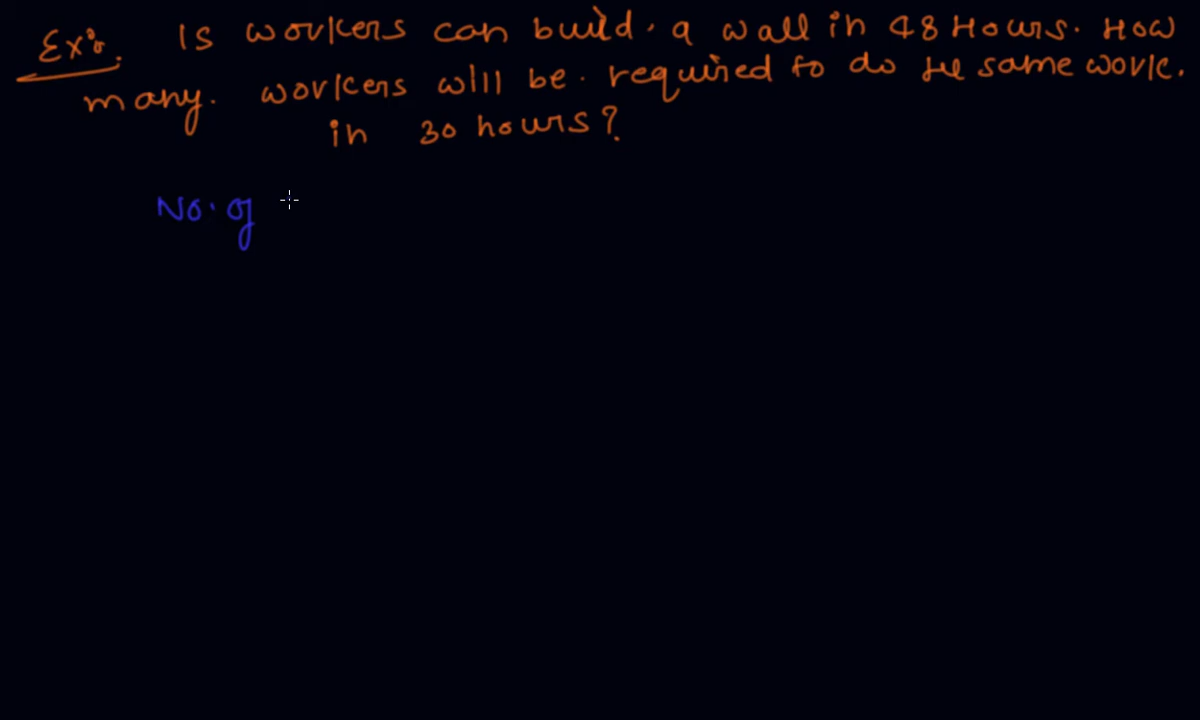 Ex:. 15 workers can build. a wall in 48 Hours. How
many. workers will be. required to do the same work.
in 30 hours?
No. of